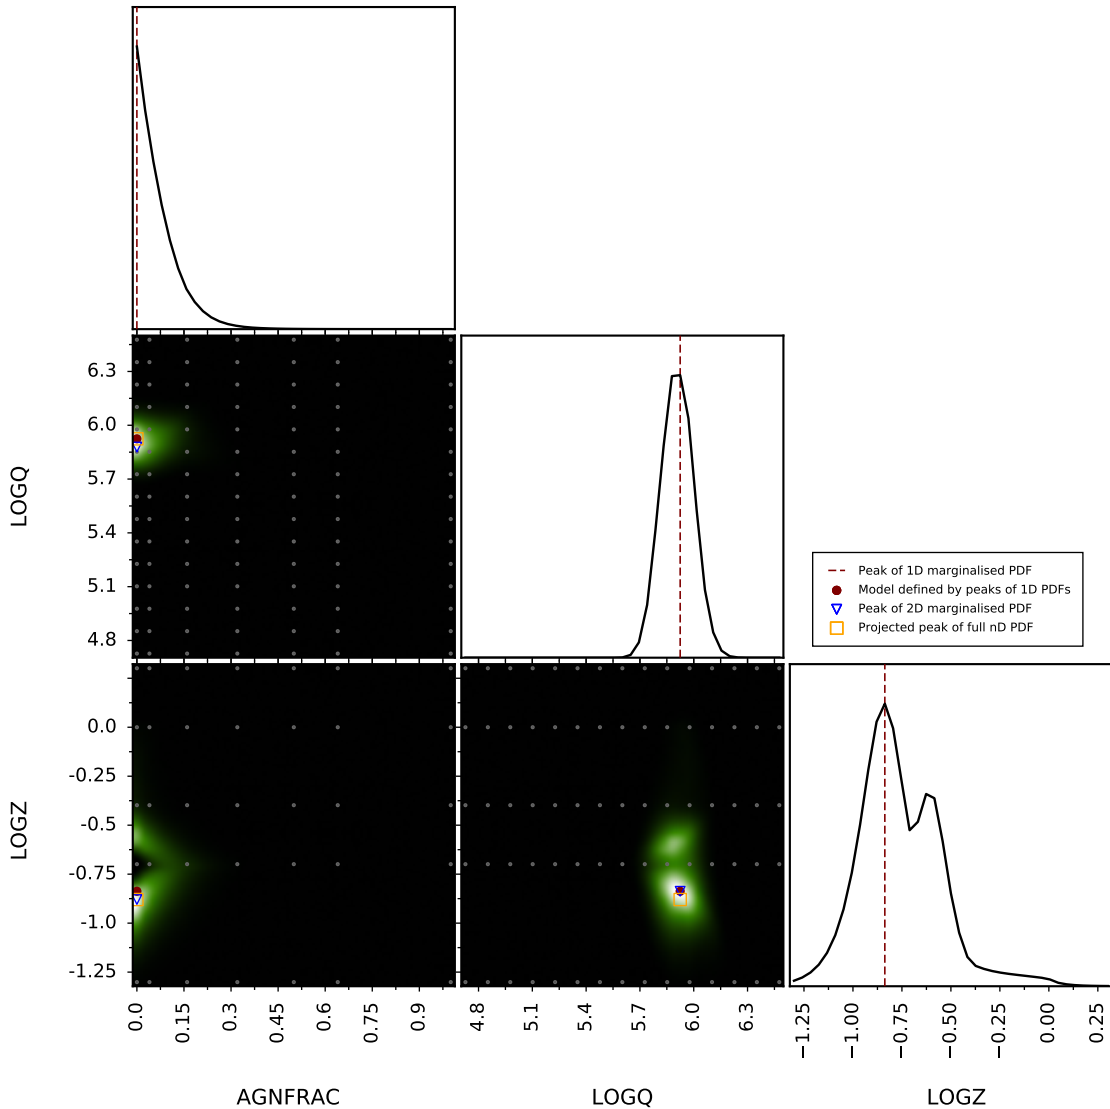 6.3
6.0
5.7
5.4
5.1
4.8
LOGQ
Peak of 1D marginalised PDF
Model defined by peaks of 1D PDFs
Peak of 2D marginalised PDF
Projected peak of full nD PDF
0.0
-0.25
-0.5
-0.75
-1.0
-1.25
LOGZ
0.0 0.15 0.3 0.45 0.6 0.75 0.9
4.8 5.1 5.4 5.7 6.0 6.3
−1.25 −1.00 −0.75 −0.50 −0.25 0.00 0.25
AGNFRAC LOGQ LOGZ